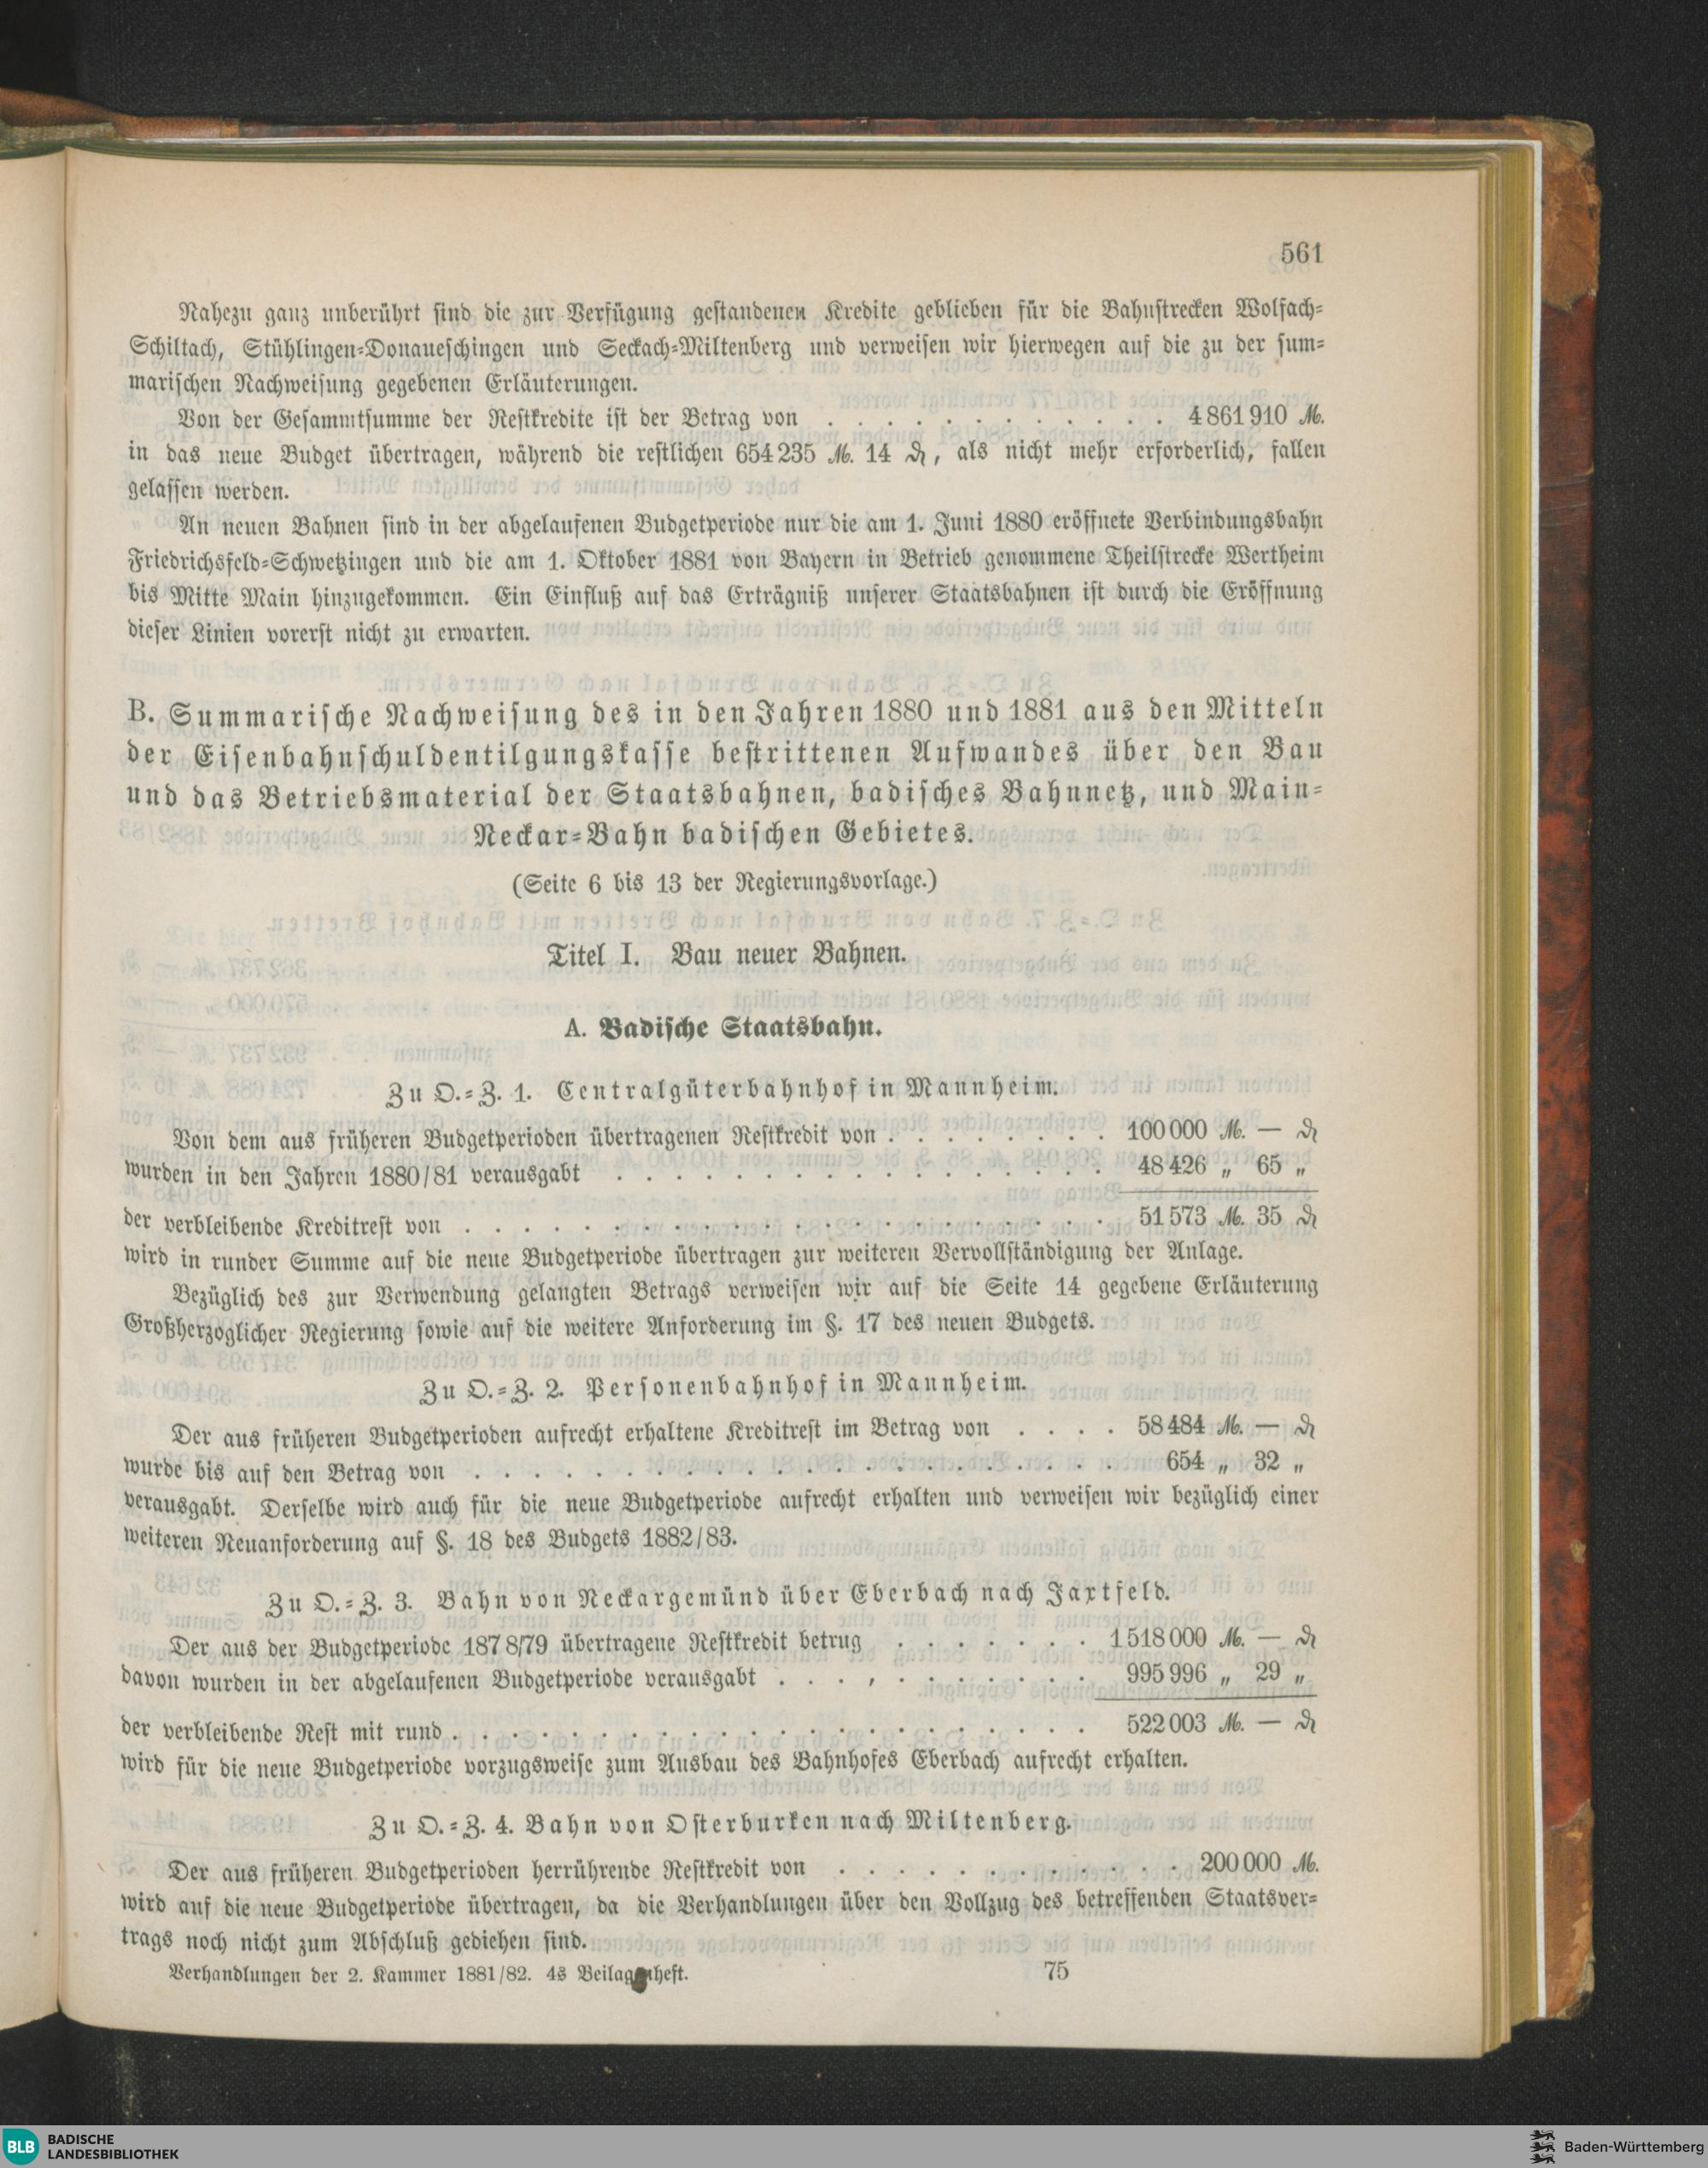 561
Nahezu ganz unberührt sind die zur Verfügung gestandenen Kredite geblieben für die Bahnstrecken Wolfach-
Schiltach, Stühlingen-Donaueschingen und Seckach-Miltenberg und verweisen wir hierwegen auf die zu der sum-
marischen Nachweisung gegebenen Erläuterungen.
Von der Gesammtsumme der Restkredite ist der Betrag von . . . . . . . . . . . . 4 861 910 ℳ.
in das neue Budget übertragen, während die restlichen 654 235 ℳ. 14 ₰, als nicht mehr erforderlich, fallen
gelassen werden.
An neuen Bahnen sind in der abgelaufenen Budgetperiode nur die am 1. Juni 1880 eröffnete Verbindungsbahn
Friedrichsfeld-Schwetzingen und die am 1. Oktober 1881 von Bayern in Betrieb genommene Theilstrecke Wertheim
bis Mitte Main hinzugekommen. Ein Einfluß auf das Erträgniß unserer Staatsbahnen ist durch die Eröffnung
dieser Linien vorerst nicht zu erwarten.
B. Summarische Nachweisung des in den Jahren 1880 und 1881 aus den Mitteln
der Eisenbahnschuldentilgungskasse bestrittenen Aufwandes über den Bau
und das Betriebsmaterial der Staatsbahnen, badisches Bahnnetz, und Main-
Neckar-Bahn badischen Gebietes.
(Seite 6 bis 13 der Regierungsvorlage.)
Titel I. Bau neuer Bahnen.
A. Badische Staatsbahn.
Zu O.-Z. 1. Centralgüterbahnhof in Mannheim.
Von dem aus früheren Budgetperioden übertragenen Restkredit von . . . . . . . . 100 000 ℳ. — ₰
wurden in den Jahren 1880/81 verausgabt . . . . . . . . . . . . . . . . . 48 426 „ 65 „
der verbleibende Kreditrest von . . . . . . . . . . . . . . . . . . . . . . 51 573 ℳ. 35 ₰
wird in runder Summe auf die neue Budgetperiode übertragen zur weiteren Vervollständigung der Anlage.
Bezüglich des zur Verwendung gelangten Betrags verweisen wir auf die Seite 14 gegebene Erläuterung
Großherzoglicher Regierung sowie auf die weitere Anforderung im §. 17 des neuen Budgets.
Zu O.-Z. 2. Personenbahnhof in Mannheim.
Der aus früheren Budgetperioden aufrecht erhaltene Kreditrest im Betrag von . . . . 58 484 ℳ. — ₰
wurde bis auf den Betrag von . . . . . . . . . . . . . . . . . . . . . . 654 „ 32 „
verausgabt. Derselbe wird auch für die neue Budgetperiode aufrecht erhalten und verweisen wir bezüglich einer
weiteren Neuanforderung auf §. 18 des Budgets 1882/83.
Zu O.-Z. 3. Bahn von Neckargemünd über Eberbach nach Jaxtfeld.
Der aus der Budgetperiode 1878/79 übertragene Restkredit betrug . . . . . . . 1 518 000 ℳ. — ₰
davon wurden in der abgelaufenen Budgetperiode verausgabt . . . , . . . . . . . 995 996 „ 29 „
der verbleibende Rest mit rund . . . . . . . . . . . . . . . . . . . . . . 522 003 ℳ. — ₰
wird für die neue Budgetperiode vorzugsweise zum Ausbau des Bahnhofes Eberbach aufrecht erhalten.
Zu O.-Z. 4. Bahn von Osterburken nach Miltenberg.
Der aus früheren Budgetperioden herrührende Restkredit von . . . . . . . . . . . . 200 000 ℳ.
wird auf die neue Budgetperiode übertragen, da die Verhandlungen über den Vollzug des betreffenden Staatsver-
trags noch nicht zum Abschluß gediehen sind.
Verhandlungen der 2. Kammer 1881/82. 4s Beilagenheft. 75
BLB BADISCHE
LANDESBIBLIOTHEK
Baden-Württemberg